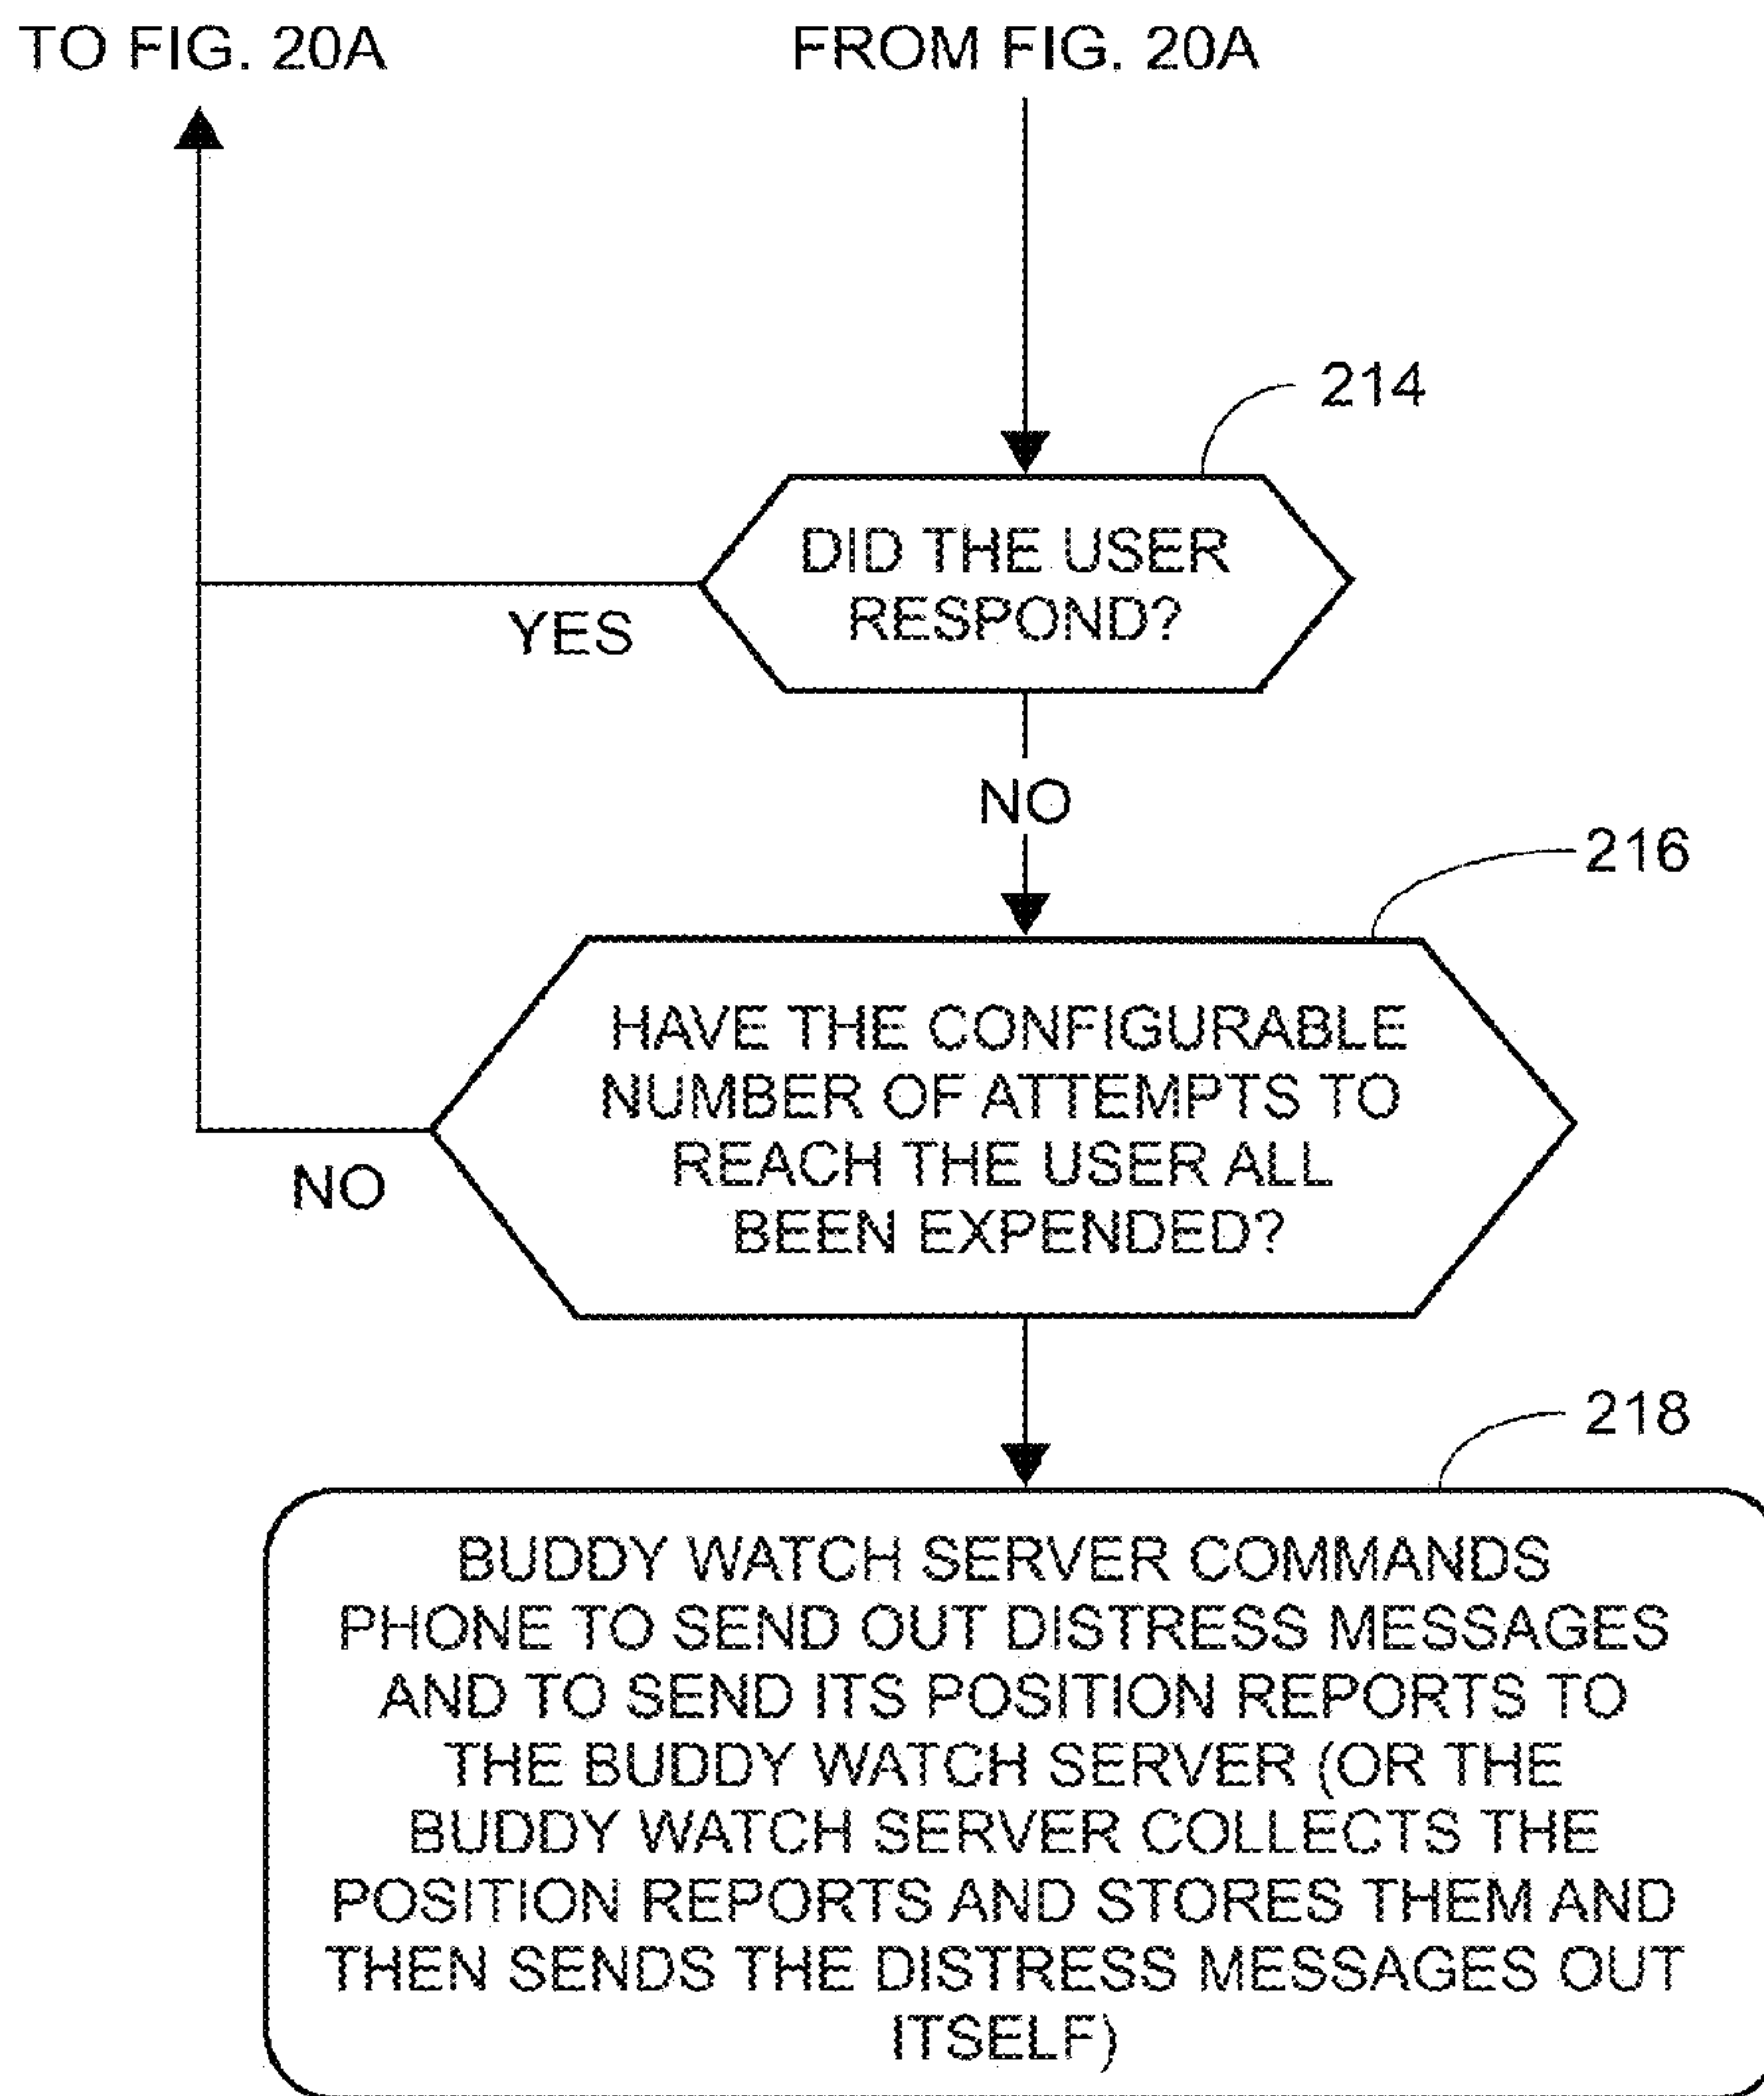 TO FIG. 20A
FROM FIG. 20A
214
DID THE USER
RESPOND?
YES
NO
216
HAVE THE CONFIGURABLE
NUMBER OF ATTEMPTS TO
REACH THE USER ALL
BEEN EXPENDED?
NO
218
BUDDY WATCH SERVER COMMANDS
PHONE TO SEND OUT DISTRESS MESSAGES
AND TO SEND ITS POSITION REPORTS TO
THE BUDDY WATCH SERVER (OR THE
BUDDY WATCH SERVER COLLECTS THE
POSITION REPORTS AND STORES THEM AND
THEN SENDS THE DISTRESS MESSAGES OUT
ITSELF)